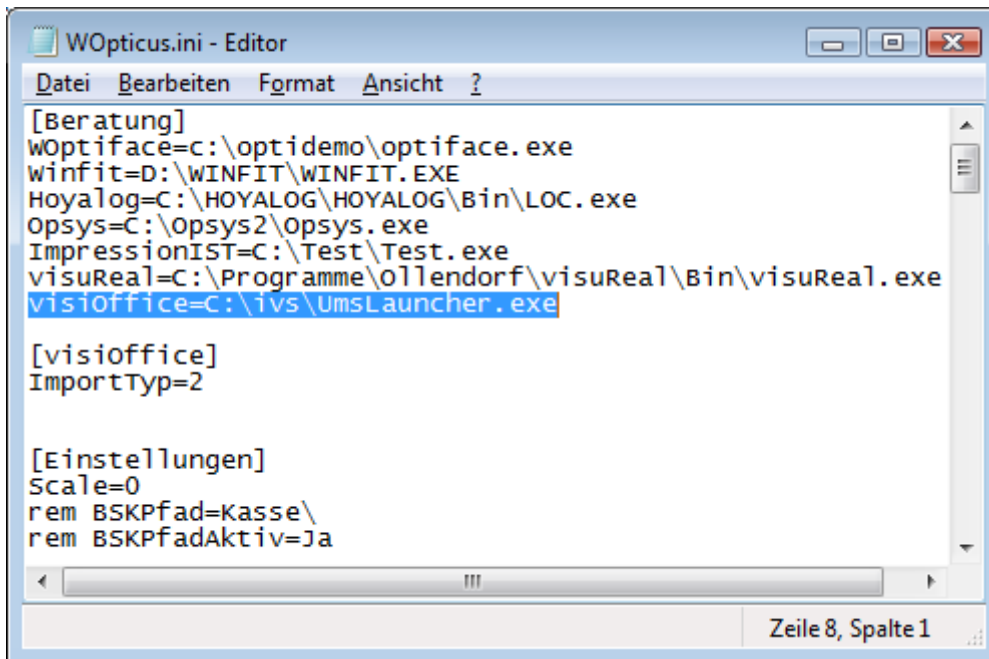 WOpticus.ini - Editor
Datei Bearbeiten Format Ansicht ?
[Beratung]
WOptiface=c:\optidemo\optiface.exe
Winfit=D:\WINFIT\WINFIT.EXE
Hoyalog=C:\HOYALOG\HOYALOG\Bin\LOC.exe
Opsys=C:\Opsys2\Opsys.exe
ImpressionIST=C:\Test\Test.exe
visuReal=C:\Programme\Ollendorf\visuReal\Bin\visuReal.exe
visiOffice=C:\ivs\UmsLauncher.exe
[visiOffice]
ImportTyp=2
[Einstellungen]
Scale=0
rem BSKPfad=Kasse\
rem BSKPfadAktiv=Ja
Zeile 8, Spalte 1